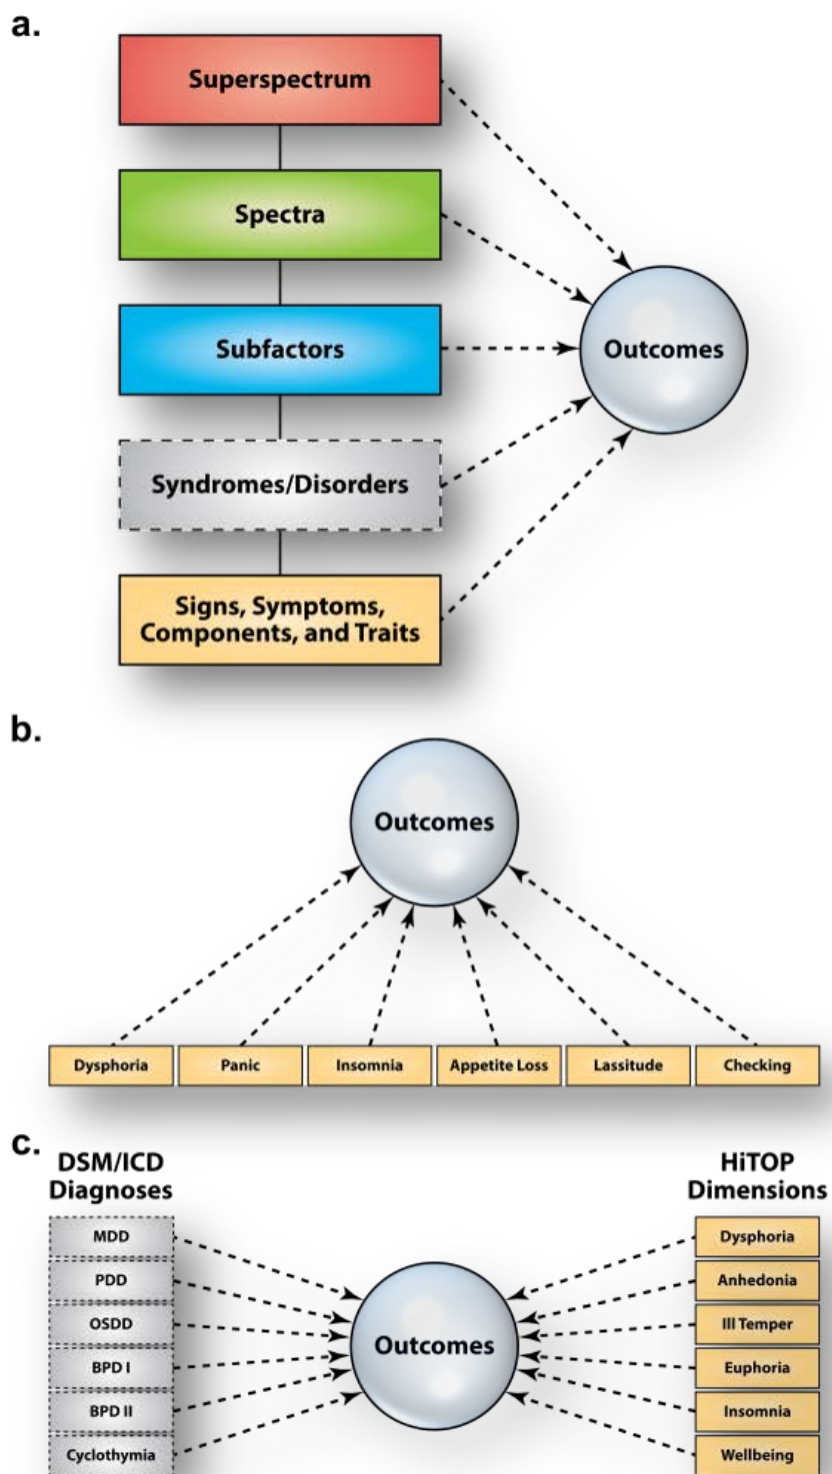 a.
Superspectrum
Spectra
Subfactors
Outcomes
Syndromes/Disorders
Signs, Symptoms,
Components, and Traits
b.
Outcomes
Dysphoria
Panic
Insomnia
Appetite Loss
Lassitude
Checking
c.
DSM/ICD
Diagnoses
MDD
PDD
OSDD
BPD I
BPD II
Cyclothymia
Outcomes
HiTOP
Dimensions
Dysphoria
Anhedonia
Ill Temper
Euphoria
Insomnia
Wellbeing